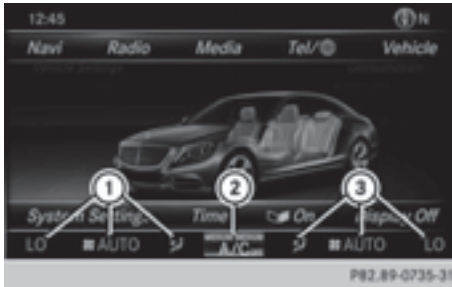 12:45 N
Navi Radio Media Tel/ Vehicle
1 2 3
System Settings Time On Display Off
LO AUTO A/C AUTO LO
P82.89-0735-31